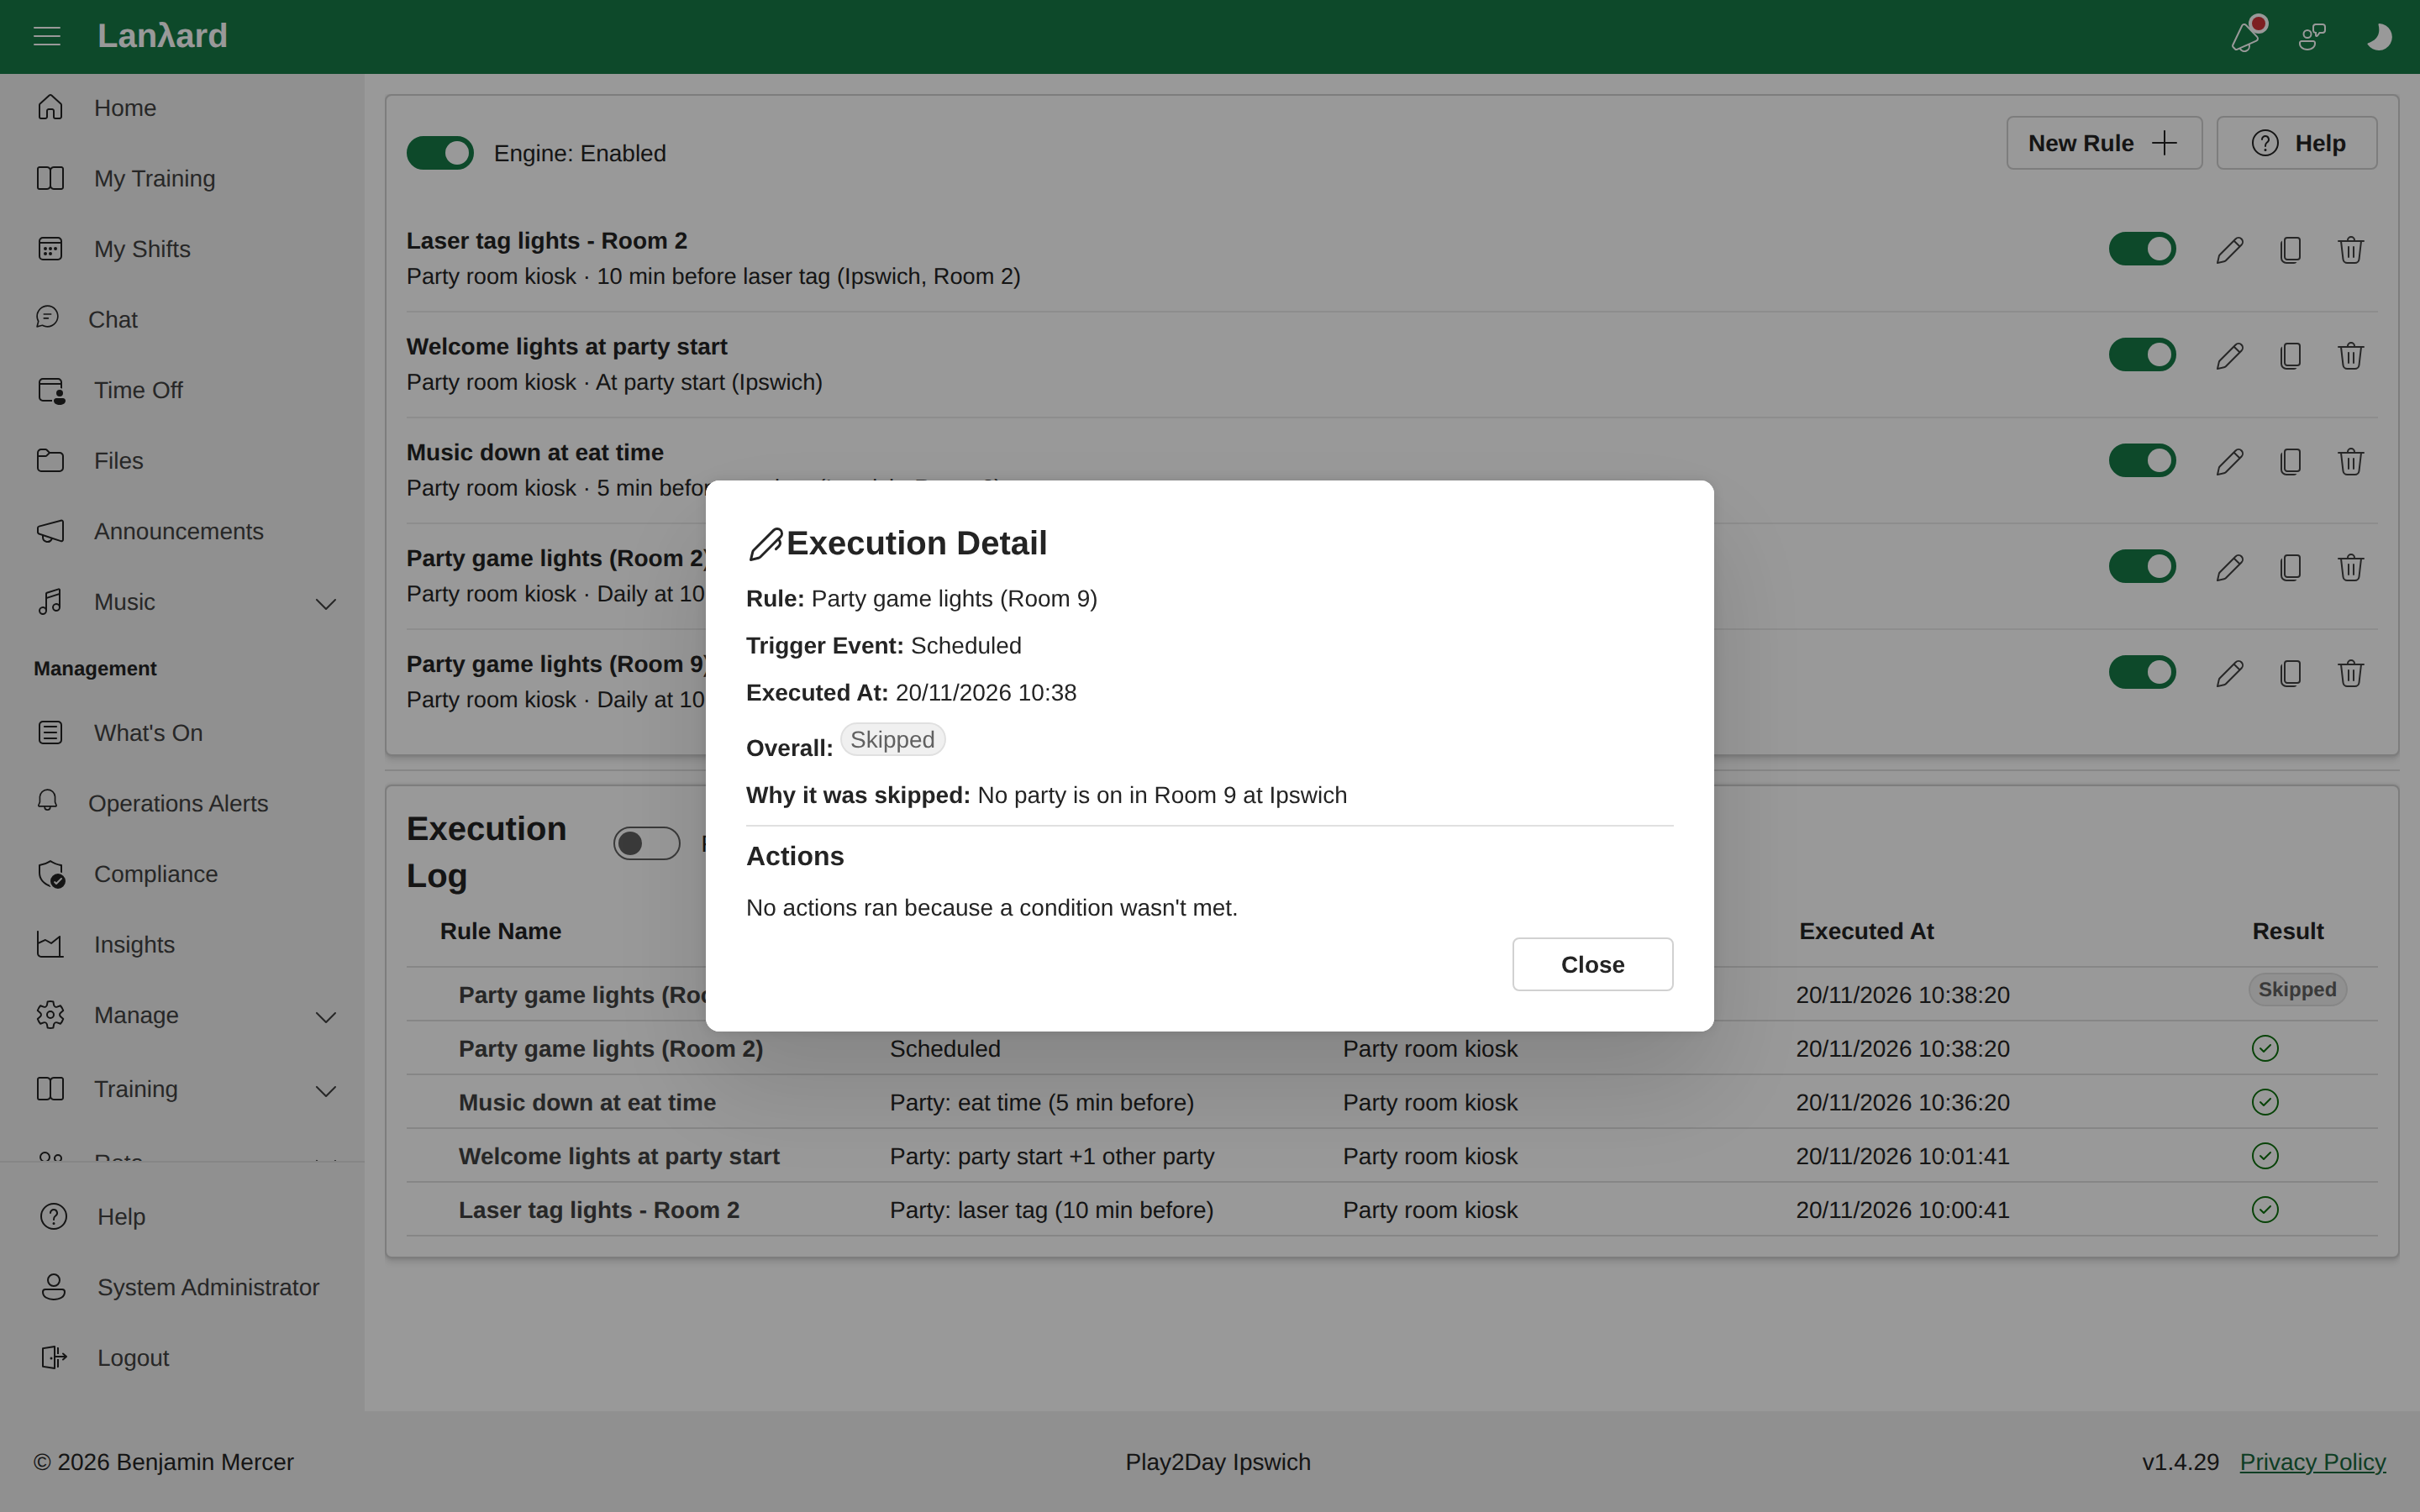 Lanλard
Home
My Training
My Shifts
Chat
Time Off
Files
Announcements
Music
Management
What's On
Operations Alerts
Compliance
Insights
Manage
Training
Help
System Administrator
Logout
Engine: Enabled
New Rule
Help
Laser tag lights - Room 2
Party room kiosk · 10 min before laser tag (Ipswich, Room 2)
Welcome lights at party start
Party room kiosk · At party start (Ipswich)
Music down at eat time
Party room kiosk · 5 min
Party game lights (Room 2)
Party room kiosk · Daily at 10
Party game lights (Room 9)
Party room kiosk · Daily at 10
Execution Detail
Rule: Party game lights (Room 9)
Trigger Event: Scheduled
Executed At: 20/11/2026 10:38
Overall: Skipped
Why it was skipped: No party is on in Room 9 at Ipswich
Actions
No actions ran because a condition wasn't met.
Close
Execution
Log
Rule Name Executed At Result
Party game lights 20/11/2026 10:38:20 Skipped
Party game lights (Room 2) Scheduled Party room kiosk 20/11/2026 10:38:20
Music down at eat time Party: eat time (5 min before) Party room kiosk 20/11/2026 10:36:20
Welcome lights at party start Party: party start +1 other party Party room kiosk 20/11/2026 10:01:41
Laser tag lights - Room 2 Party: laser tag (10 min before) Party room kiosk 20/11/2026 10:00:41
© 2026 Benjamin Mercer
Play2Day Ipswich
v1.4.29 Privacy Policy